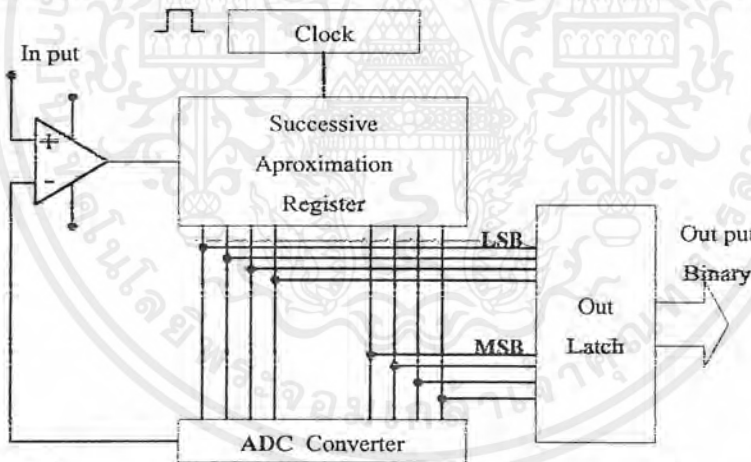 Clock
In put
Successive
Aproximation
Register
+
-
LSB
Out put
Binary
Out
Latch
MSB
ADC Converter